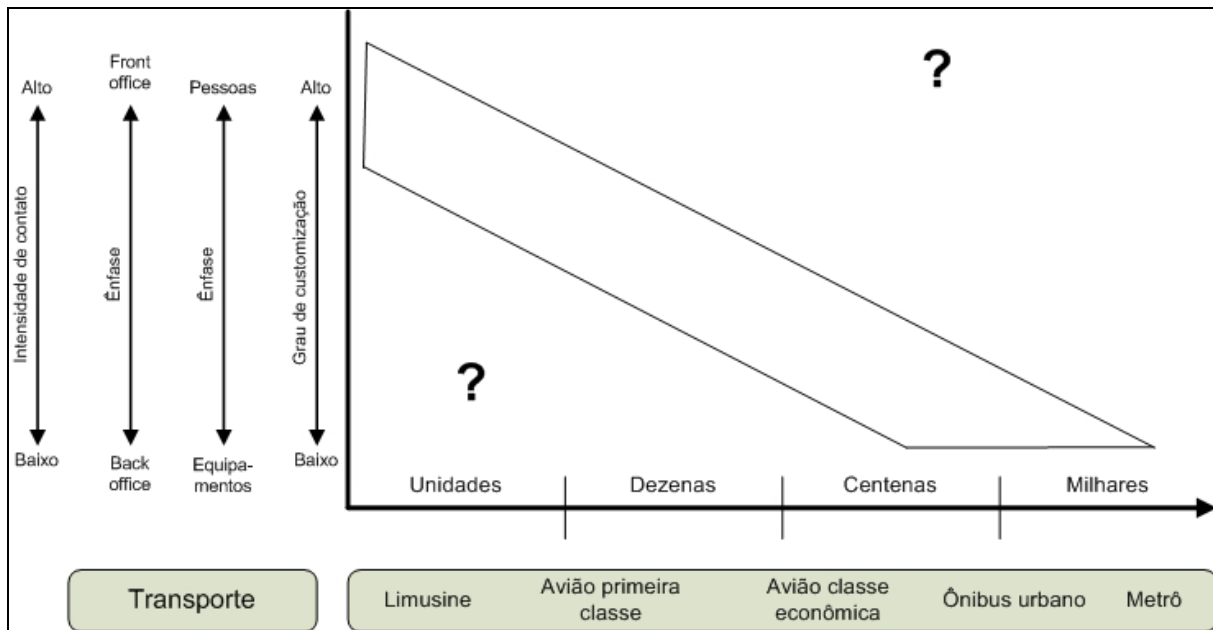 Front
office
Alto
Pessoas
Alto
?
Intensidade de contato
Ênfase
Ênfase
Grau de customização
?
Baixo
Back
office
Equipa-
mentos
Baixo
Unidades
Dezenas
Centenas
Milhares
Transporte
Limusine
Avião primeira
classe
Avião classe
econômica
Ônibus urbano
Metrô